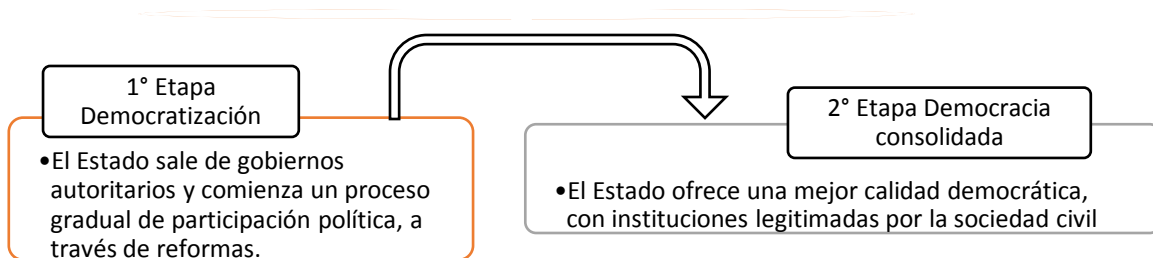 1° Etapa
Democratización
•El Estado sale de gobiernos
autoritarios y comienza un proceso
gradual de participación política, a
través de reformas.
2° Etapa Democracia
consolidada
•El Estado ofrece una mejor calidad democrática,
con instituciones legitimadas por la sociedad civil